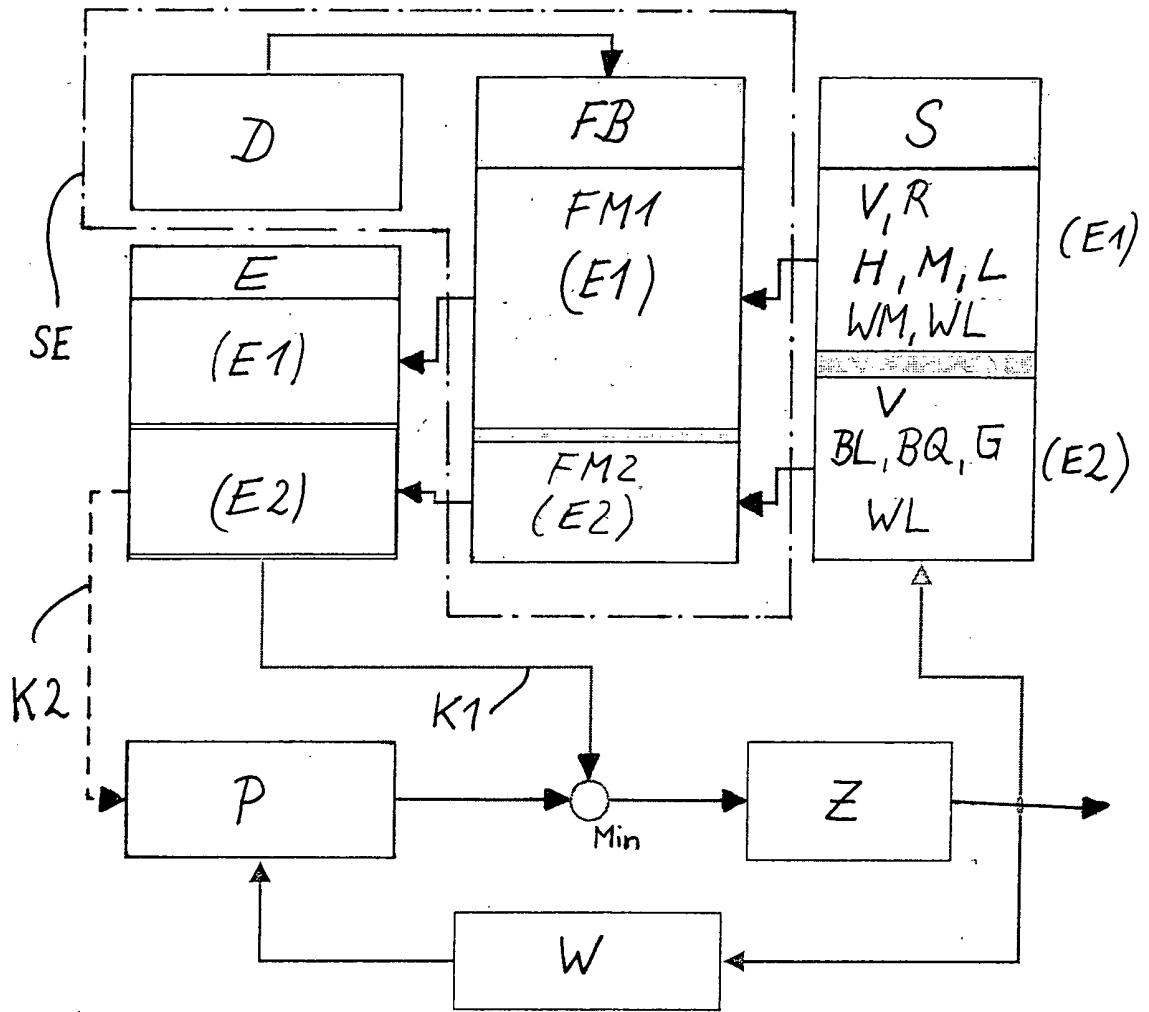 D
FB
FM1
(E1)
FM2
(E2)
S
V, R
H, M, L
WM, WL
(E1)
V
BL, BQ, G
WL
(E2)
SE
E
(E1)
(E2)
K2
K1
P
Min
Z
W